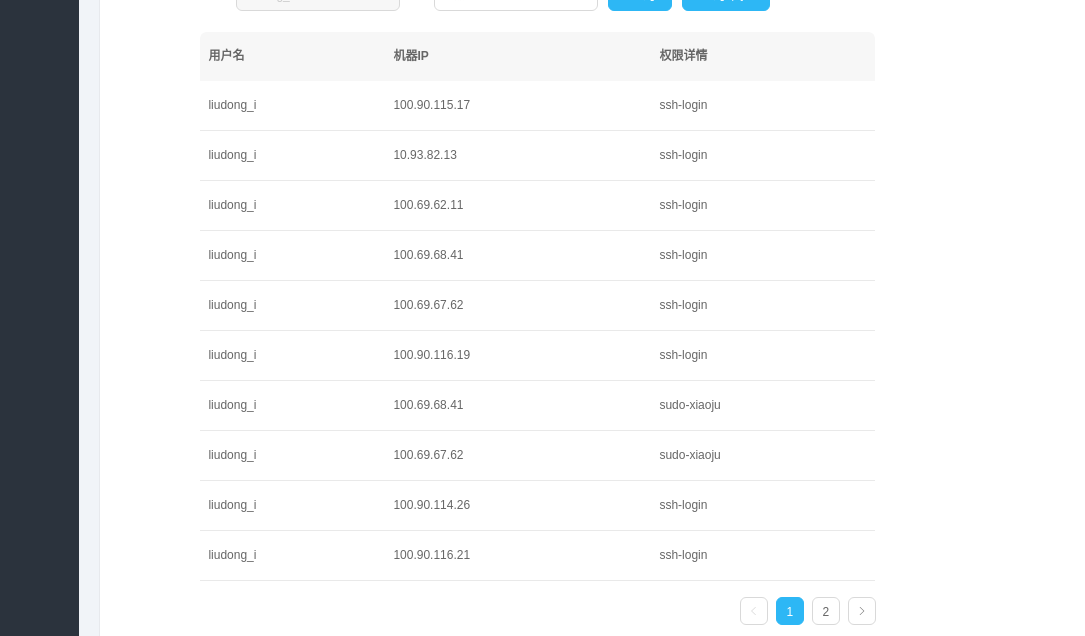 用户名 机器IP 权限详情
liudong_i 100.90.115.17 ssh-login
liudong_i 10.93.82.13 ssh-login
liudong_i 100.69.62.11 ssh-login
liudong_i 100.69.68.41 ssh-login
liudong_i 100.69.67.62 ssh-login
liudong_i 100.90.116.19 ssh-login
liudong_i 100.69.68.41 sudo-xiaoju
liudong_i 100.69.67.62 sudo-xiaoju
liudong_i 100.90.114.26 ssh-login
liudong_i 100.90.116.21 ssh-login
1 2